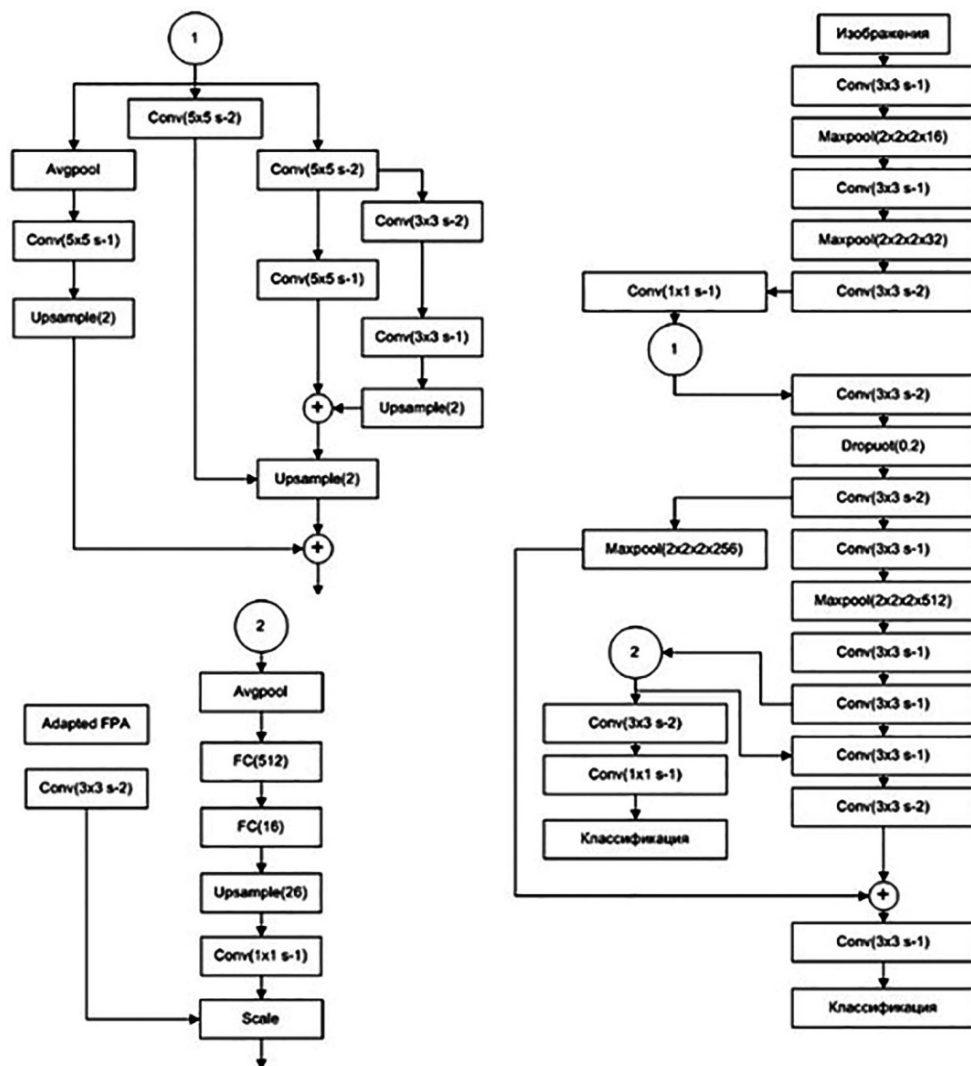 1
Conv(5x5 s-2)
Avgpool
Conv(5x5 s-2)
Conv(3x3 s-2)
Conv(5x5 s-1)
Conv(5x5 s-1)
Upsample(2)
Conv(3x3 s-1)
+
Upsample(2)
Upsample(2)
+
2
Avgpool
Adapted FPA
FC(512)
Conv(3x3 s-2)
FC(16)
Upsample(26)
Conv(1x1 s-1)
Scale
Изображения
Conv(3x3 s-1)
Maxpool(2x2x2x16)
Conv(3x3 s-1)
Maxpool(2x2x2x32)
Conv(1x1 s-1)
Conv(3x3 s-2)
1
Conv(3x3 s-2)
Dropuot(0.2)
Conv(3x3 s-2)
Maxpool(2x2x2x256)
Conv(3x3 s-1)
Maxpool(2x2x2x512)
Conv(3x3 s-1)
2
Conv(3x3 s-1)
Conv(3x3 s-2)
Conv(3x3 s-1)
Conv(1x1 s-1)
Conv(3x3 s-2)
Классификация
+
Conv(3x3 s-1)
Классификация